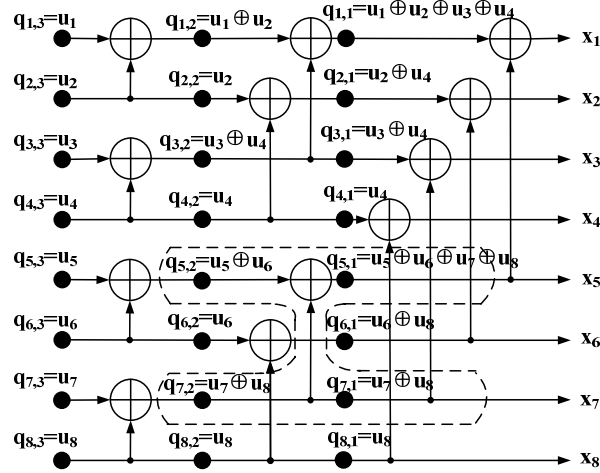 q1,3=u1 q1,2=u1⊕u2 q1,1=u1⊕u2⊕u3⊕u4 x1
q2,3=u2 q2,2=u2 q2,1=u2⊕u4 x2
q3,3=u3 q3,2=u3⊕u4 q3,1=u3⊕u4 x3
q4,3=u4 q4,2=u4 q4,1=u4 x4
q5,3=u5 q5,2=u5⊕u6 q5,1=u5⊕u6⊕u7⊕u8 x5
q6,3=u6 q6,2=u6 q6,1=u6⊕u8 x6
q7,3=u7 q7,2=u7⊕u8 q7,1=u7⊕u8 x7
q8,3=u8 q8,2=u8 q8,1=u8 x8